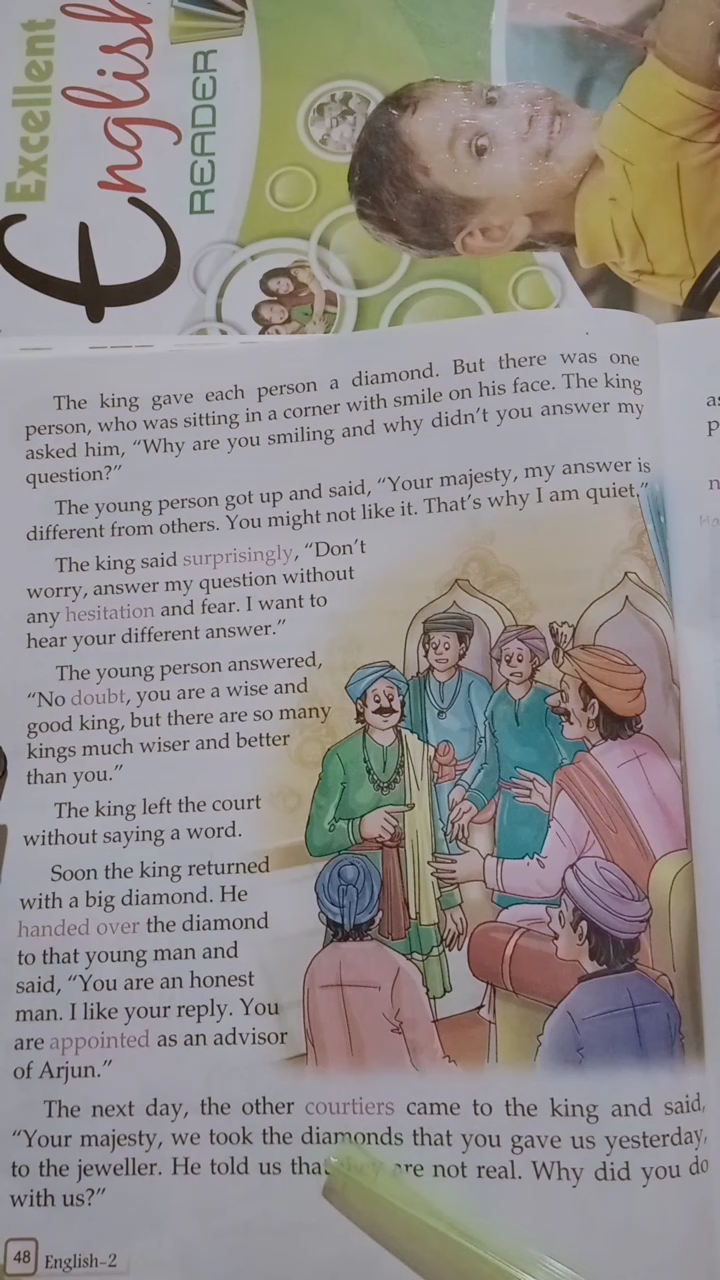 Excellent
English
READER
The king gave each person a diamond. But there was one
person, who was sitting in a corner with smile on his face. The king
asked him, “Why are you smiling and why didn’t you answer my
question?”
The young person got up and said, “Your majesty, my answer is
different from others. You might not like it. That’s why I am quiet.”
The king said surprisingly, “Don’t
worry, answer my question without
any hesitation and fear. I want to
hear your different answer.”
The young person answered,
“No doubt, you are a wise and
good king, but there are so many
kings much wiser and better
than you.”
The king left the court
without saying a word.
Soon the king returned
with a big diamond. He
handed over the diamond
to that young man and
said, “You are an honest
man. I like your reply. You
are appointed as an advisor
of Arjun.”
The next day, the other courtiers came to the king and said,
“Your majesty, we took the diamonds that you gave us yesterday,
to the jeweller. He told us that they are not real. Why did you do
with us?”
48 English-2